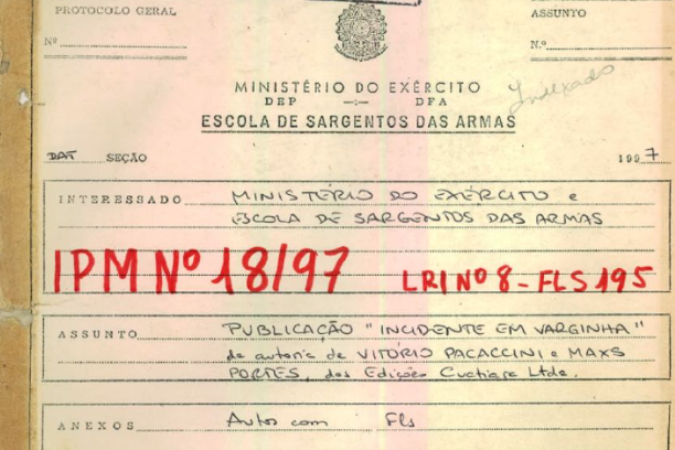 PROTOCOLO GERAL
ASSUNTO
Nº
N.º
MINISTÉRIO DO EXÉRCITO
DEP DFA
Indexado
ESCOLA DE SARGENTOS DAS ARMAS
DAT SEÇÃO 1997
INTERESSADO MINISTÉRIO DO EXÉRCITO e
ESCOLA DE SARGENTOS DAS ARMAS
IPM Nº 18/97 LRI Nº 8 - FLS 195
ASSUNTO PUBLICAÇÃO "INCIDENTE EM VARGINHA"
de autoria de VITÓRIO PACACCINI e MAXS
PORTES, das Edições Cuatiara Ltda.
ANEXOS Autos com Fls